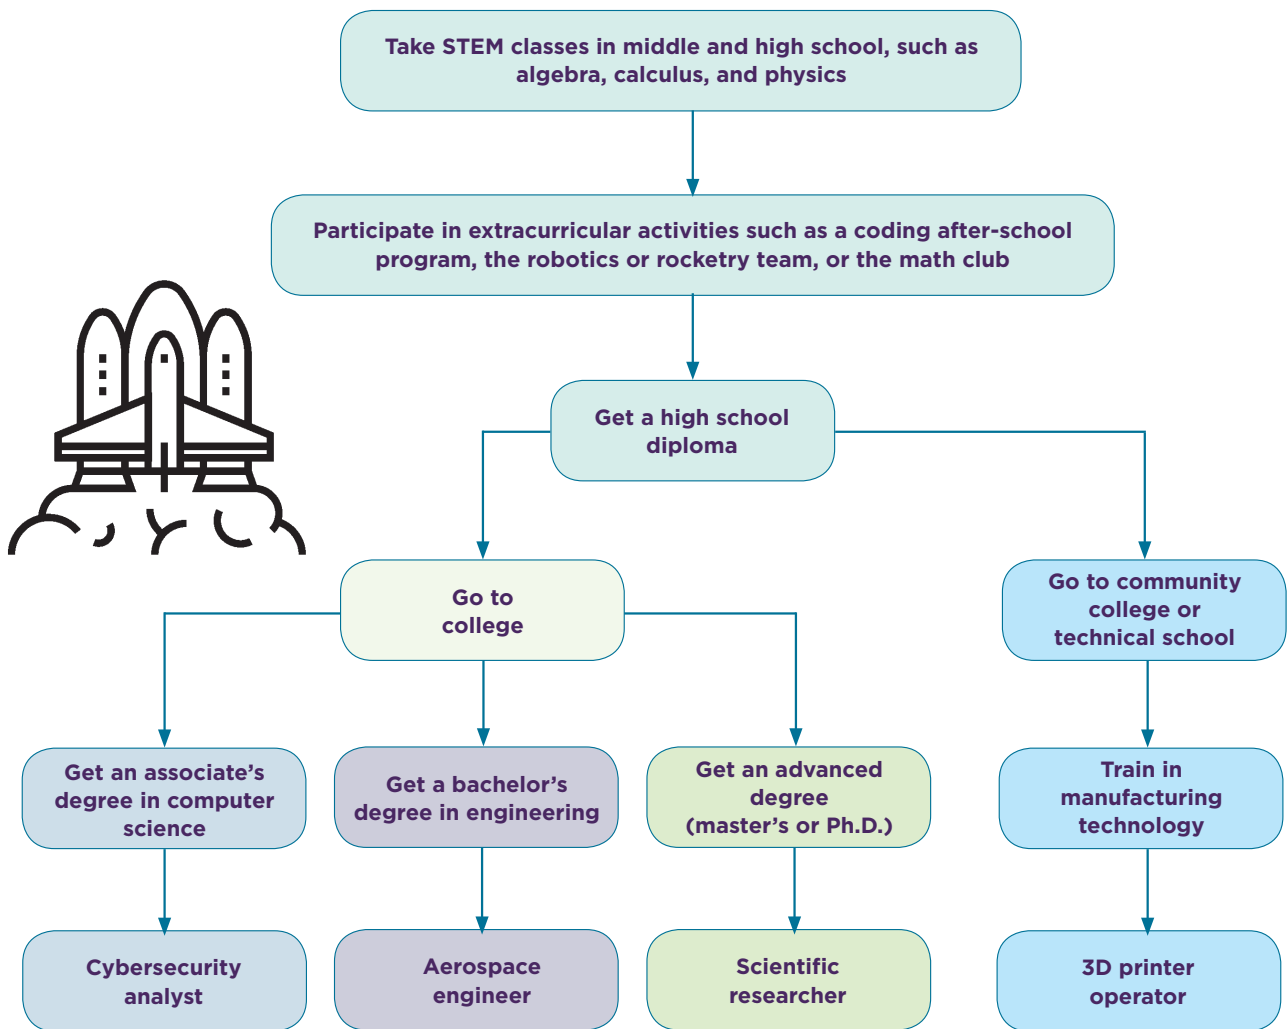 Take STEM classes in middle and high school, such as
algebra, calculus, and physics
Participate in extracurricular activities such as a coding after-school
program, the robotics or rocketry team, or the math club
Get a high school
diploma
Go to
college
Go to community
college or
technical school
Get an associate’s
degree in computer
science
Get a bachelor’s
degree in engineering
Get an advanced
degree
(master’s or Ph.D.)
Train in
manufacturing
technology
Cybersecurity
analyst
Aerospace
engineer
Scientific
researcher
3D printer
operator